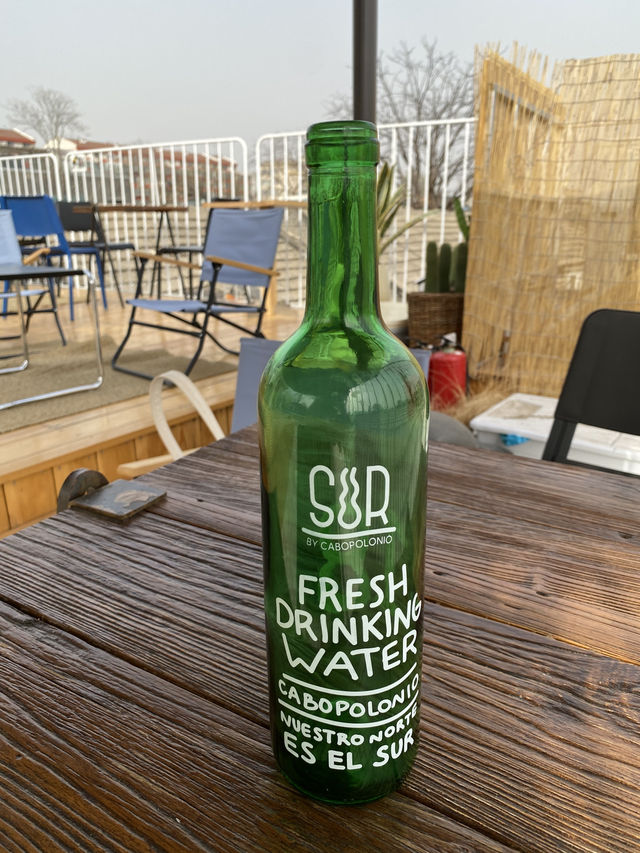 SUR
BY CABOPOLONIO
FRESH
DRINKING
WATER
CABOPOLONIO
NUESTRO NORTE
ES EL SUR